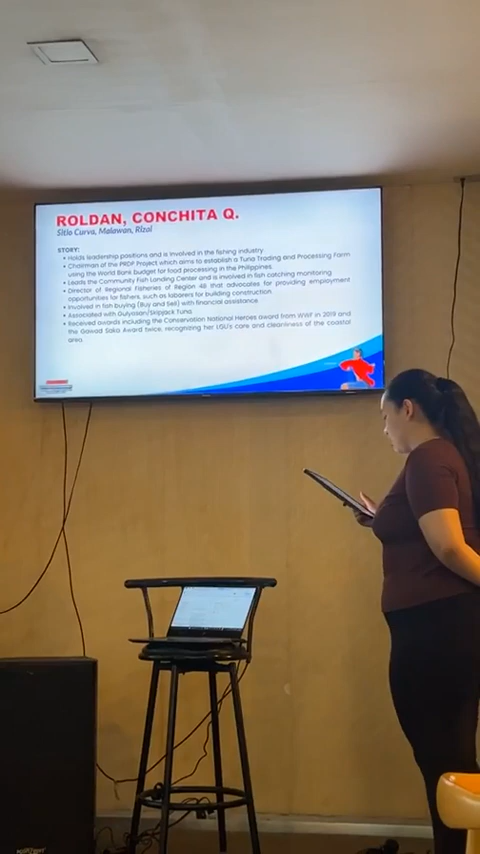 ROLDAN, CONCHITA Q.
Sitio Curva, Malawan, Rizal
STORY:
• Holds leadership positions and is involved in the fishing industry
• Chairman of the PRDP Project which aims to establish a Tuna Trading and Processing Farm
using the World Bank budget for food processing in the Philippines.
• Leads the Community Fish Landing Center and is involved in fish catching monitoring
• Director of Regional Fisheries of Region 4B that advocates for providing employment
opportunities for fishers, such as laborers for building construction.
• Involved in fish buying (Buy and Sell) with financial assistance.
• Associated with Gulyasan/Skipjack Tuna.
• Received awards including the Conservation National Heroes award from WWF in 2019 and
the Gawad Saka Award twice, recognizing her LGU's care and cleanliness of the coastal
area.